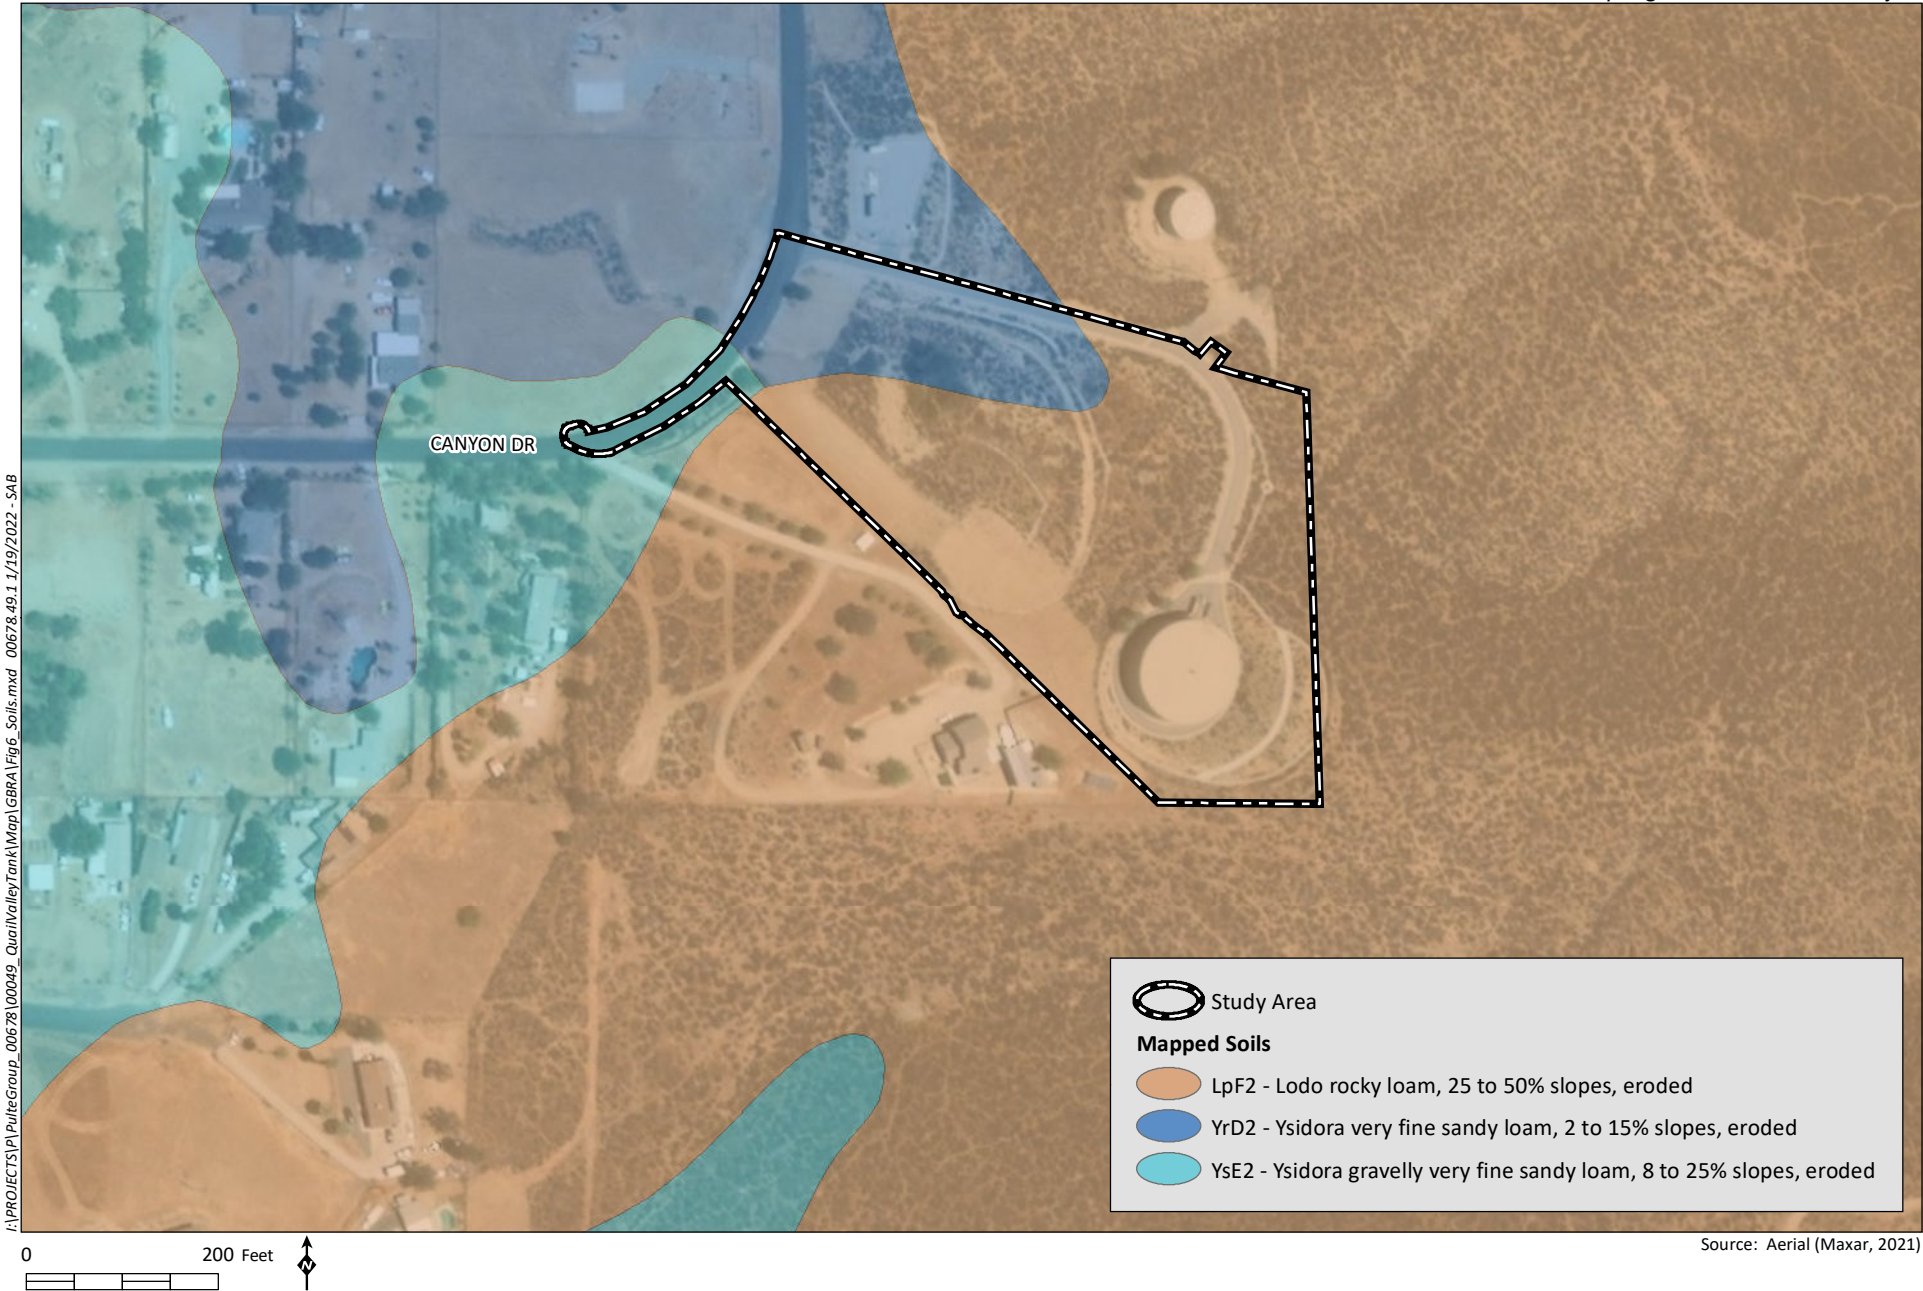 CANYON DR
Study Area
Mapped Soils
LpF2 - Lodo rocky loam, 25 to 50% slopes, eroded
YrD2 - Ysidora very fine sandy loam, 2 to 15% slopes, eroded
YsE2 - Ysidora gravelly very fine sandy loam, 8 to 25% slopes, eroded
I:\PROJECTS\P\PulteGroup_00678\00049_QuailValleyTank\Map\GBRA\Fig6_Soils.mxd 00678.49.1 1/19/2022 - SAB
0 200 Feet
N
Source: Aerial (Maxar, 2021)